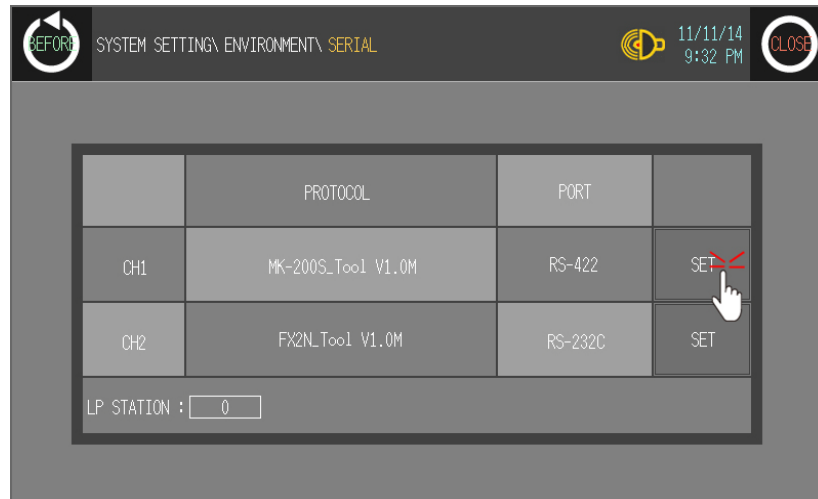 BEFORE
SYSTEM SETTING\ ENVIRONMENT\ SERIAL
11/11/14
9:32 PM
CLOSE
PROTOCOL PORT
CH1 MK-200S_Tool V1.0M RS-422 SET
CH2 FX2N_Tool V1.0M RS-232C SET
LP STATION : 0